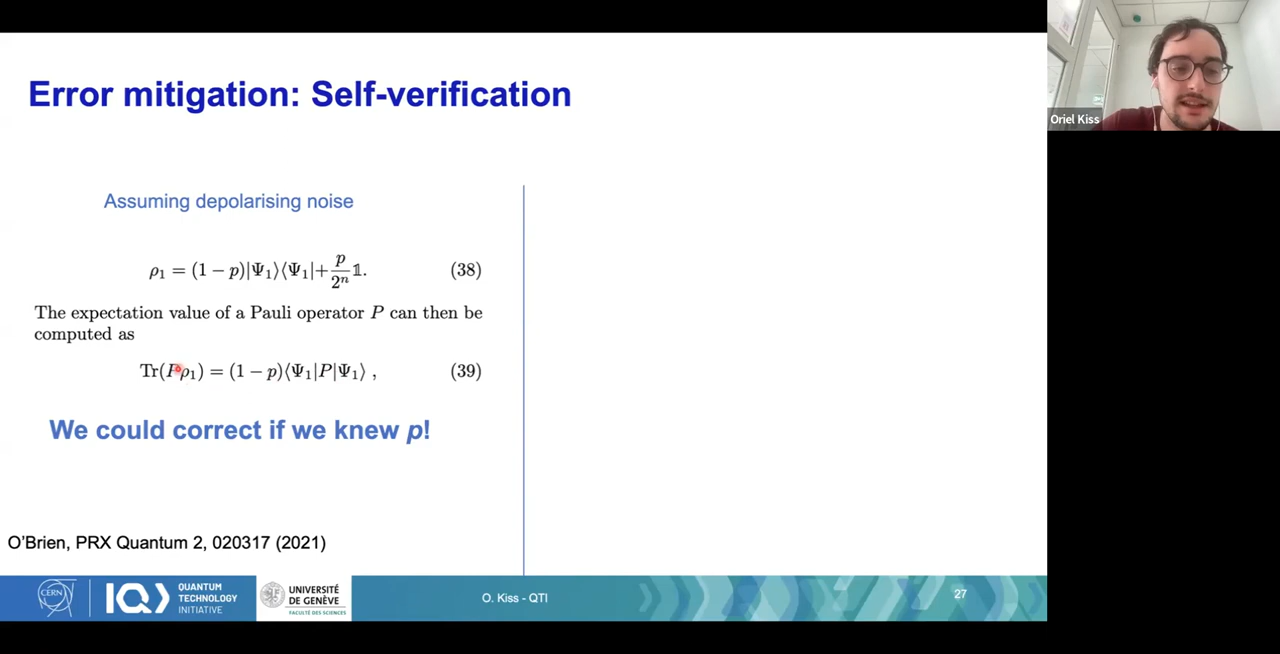 Error mitigation: Self-verification
Oriel Kiss
Assuming depolarising noise
ρ₁ = (1 − p)|Ψ₁⟩⟨Ψ₁| + p/2ⁿ 𝟙. (38)
The expectation value of a Pauli operator P can then be
computed as
Tr(Pρ₁) = (1 − p)⟨Ψ₁|P|Ψ₁⟩ , (39)
We could correct if we knew p!
O'Brien, PRX Quantum 2, 020317 (2021)
CERN
QUANTUM
TECHNOLOGY
INITIATIVE
UNIVERSITÉ
DE GENÈVE
FACULTÉ DES SCIENCES
O. Kiss - QTI
27